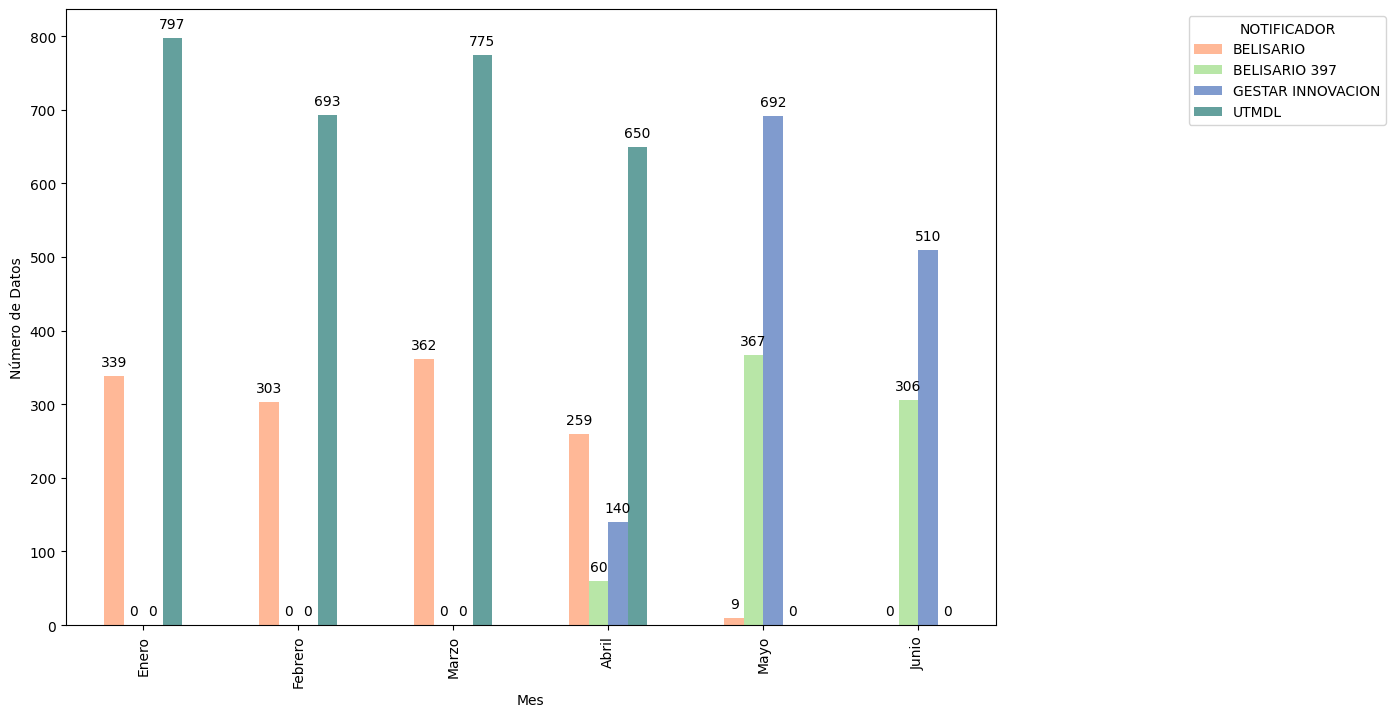 NOTIFICADOR
BELISARIO
BELISARIO 397
GESTAR INNOVACION
UTMDL
Número de Datos
800
700
600
500
400
300
200
100
0
339
0
0
797
303
0
0
693
362
0
0
775
259
60
140
650
9
367
692
0
0
306
510
0
Enero
Febrero
Marzo
Abril
Mayo
Junio
Mes